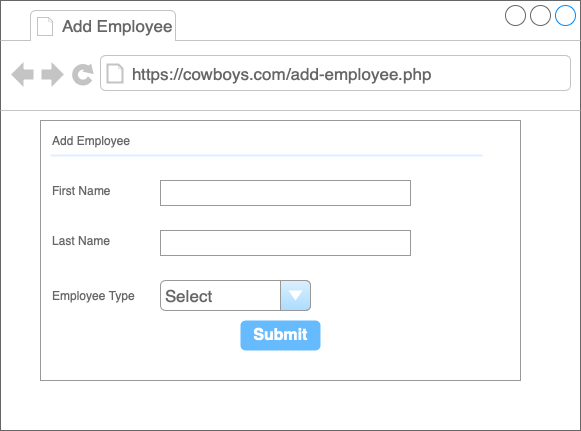 Add Employee
https://cowboys.com/add-employee.php
Add Employee
First Name
Last Name
Employee Type
Select
Submit